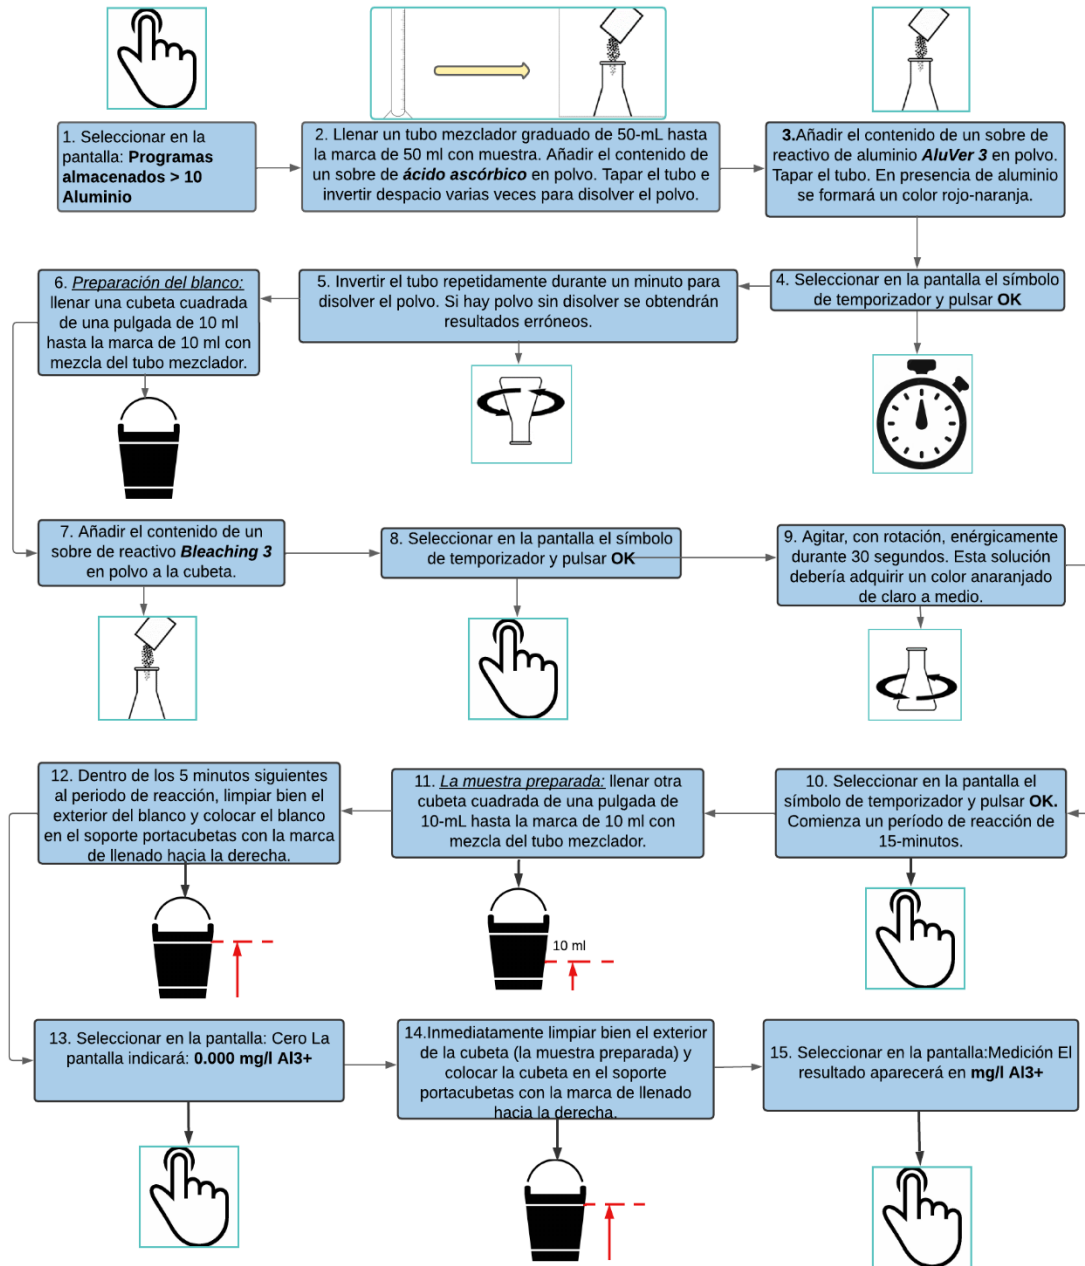 1. Seleccionar en la
pantalla: Programas
almacenados > 10
Aluminio
2. Llenar un tubo mezclador graduado de 50-mL hasta
la marca de 50 ml con muestra. Añadir el contenido de
un sobre de ácido ascórbico en polvo. Tapar el tubo e
invertir despacio varias veces para disolver el polvo.
3.Añadir el contenido de un sobre de
reactivo de aluminio AluVer 3 en polvo.
Tapar el tubo. En presencia de aluminio
se formará un color rojo-naranja.
4. Seleccionar en la pantalla el símbolo
de temporizador y pulsar OK
5. Invertir el tubo repetidamente durante un minuto para
disolver el polvo. Si hay polvo sin disolver se obtendrán
resultados erróneos.
6. Preparación del blanco:
llenar una cubeta cuadrada
de una pulgada de 10 ml
hasta la marca de 10 ml con
mezcla del tubo mezclador.
7. Añadir el contenido de un
sobre de reactivo Bleaching 3
en polvo a la cubeta.
8. Seleccionar en la pantalla el símbolo
de temporizador y pulsar OK
9. Agitar, con rotación, enérgicamente
durante 30 segundos. Esta solución
debería adquirir un color anaranjado
de claro a medio.
10. Seleccionar en la pantalla el
símbolo de temporizador y pulsar OK.
Comienza un período de reacción de
15-minutos.
11. La muestra preparada: llenar otra
cubeta cuadrada de una pulgada de
10-mL hasta la marca de 10 ml con
mezcla del tubo mezclador.
12. Dentro de los 5 minutos siguientes
al periodo de reacción, limpiar bien el
exterior del blanco y colocar el blanco
en el soporte portacubetas con la marca
de llenado hacia la derecha.
10 ml
13. Seleccionar en la pantalla: Cero La
pantalla indicará: 0.000 mg/l Al3+
14.Inmediatamente limpiar bien el exterior
de la cubeta (la muestra preparada) y
colocar la cubeta en el soporte
portacubetas con la marca de llenado
hacia la derecha.
15. Seleccionar en la pantalla:Medición El
resultado aparecerá en mg/l Al3+